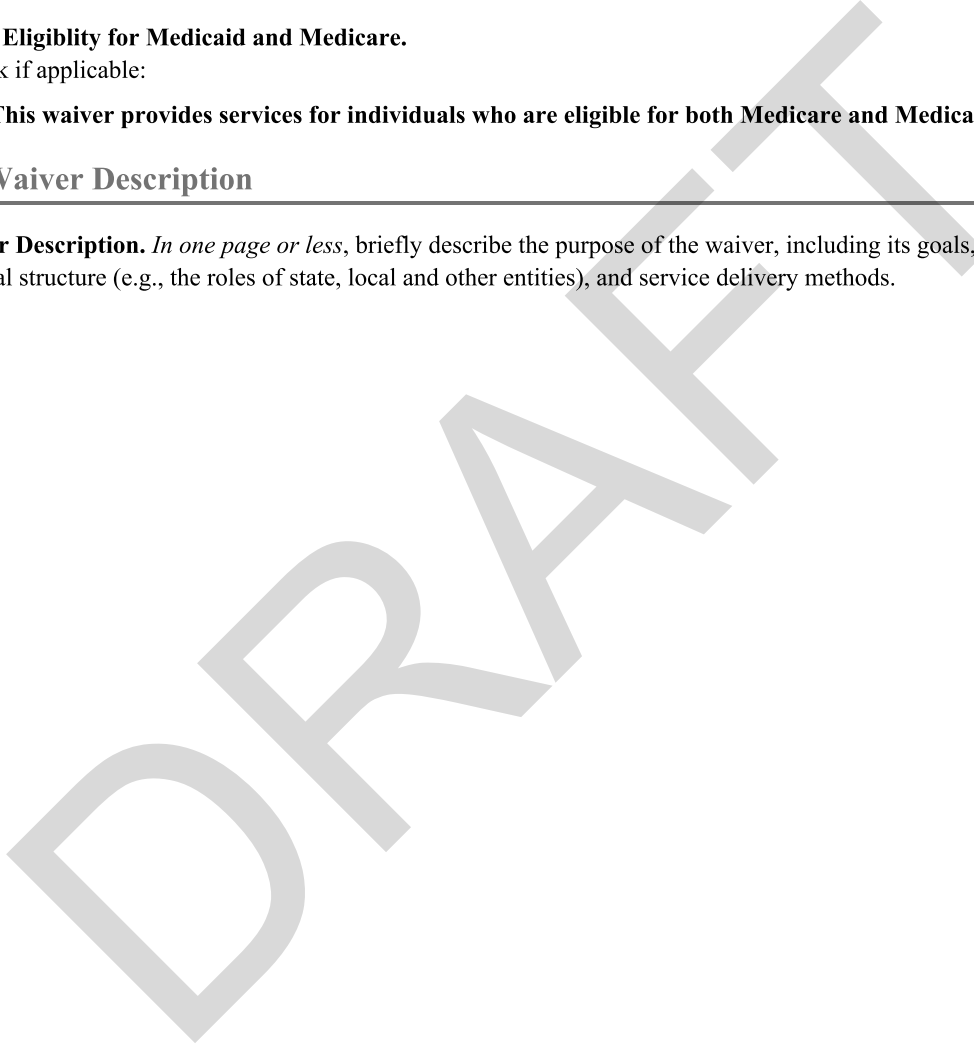 Eligiblity for Medicaid and Medicare.
k if applicable:
This waiver provides services for individuals who are eligible for both Medicare and Medica
Waiver Description
r Description. In one page or less, briefly describe the purpose of the waiver, including its goals,
al structure (e.g., the roles of state, local and other entities), and service delivery methods.
DRAFT